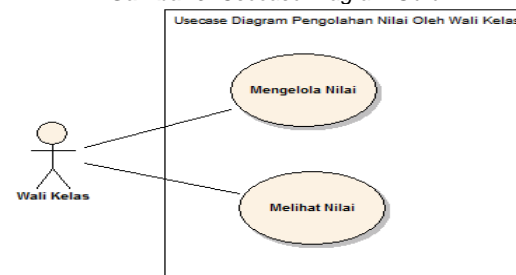 Usecase Diagram Pengolahan Nilai Oleh Wali Kelas
Mengelola Nilai
Wali Kelas
Melihat Nilai